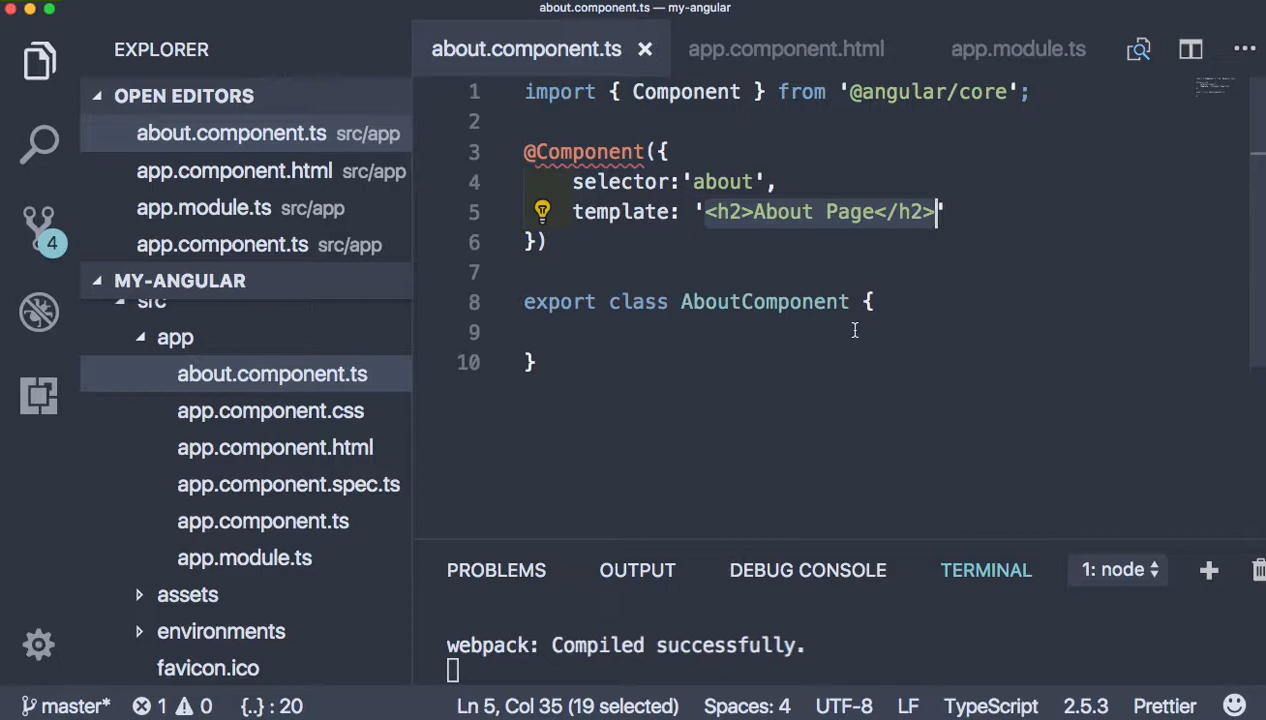 about.component.ts — my-angular
EXPLORER
OPEN EDITORS
about.component.ts src/app
app.component.html src/app
app.module.ts src/app
app.component.ts src/app
MY-ANGULAR
src
app
about.component.ts
app.component.css
app.component.html
app.component.spec.ts
app.component.ts
app.module.ts
assets
environments
favicon.ico
4
about.component.ts × app.component.html app.module.ts
1 import { Component } from '@angular/core';
2
3 @Component({
4 selector:'about',
5 template: '<h2>About Page</h2>'
6 })
7
8 export class AboutComponent {
9
10 }
PROBLEMS OUTPUT DEBUG CONSOLE TERMINAL 1: node
webpack: Compiled successfully.
master* 1 0 {..} : 20 Ln 5, Col 35 (19 selected) Spaces: 4 UTF-8 LF TypeScript 2.5.3 Prettier